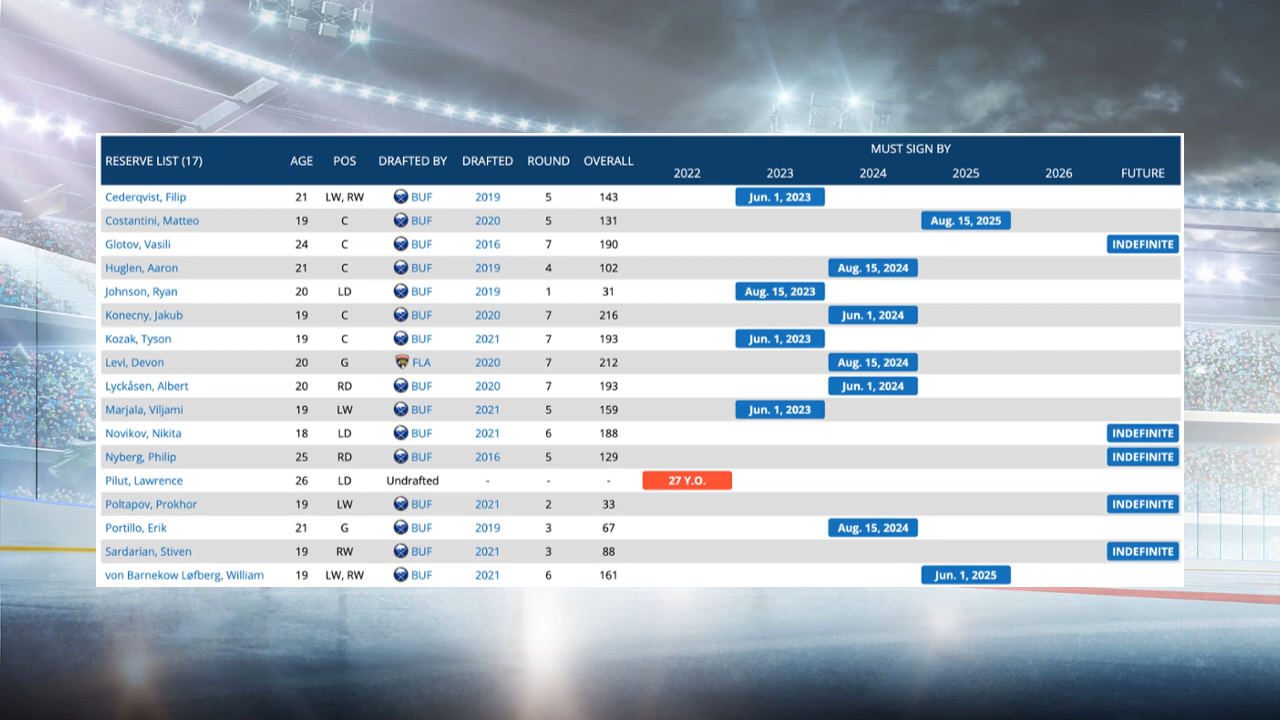 MUST SIGN BY
RESERVE LIST (17) AGE POS DRAFTED BY DRAFTED ROUND OVERALL 2022 2023 2024 2025 2026 FUTURE
Cederqvist, Filip 21 LW, RW BUF 2019 5 143 Jun. 1, 2023
Costantini, Matteo 19 C BUF 2020 5 131 Aug. 15, 2025
Glotov, Vasili 24 C BUF 2016 7 190 INDEFINITE
Huglen, Aaron 21 C BUF 2019 4 102 Aug. 15, 2024
Johnson, Ryan 20 LD BUF 2019 1 31 Aug. 15, 2023
Konecny, Jakub 19 C BUF 2020 7 216 Jun. 1, 2024
Kozak, Tyson 19 C BUF 2021 7 193 Jun. 1, 2023
Levi, Devon 20 G FLA 2020 7 212 Aug. 15, 2024
Lyckåsen, Albert 20 RD BUF 2020 7 193 Jun. 1, 2024
Marjala, Viljami 19 LW BUF 2021 5 159 Jun. 1, 2023
Novikov, Nikita 18 LD BUF 2021 6 188 INDEFINITE
Nyberg, Philip 25 RD BUF 2016 5 129 INDEFINITE
Pilut, Lawrence 26 LD Undrafted - - - 27 Y.O.
Poltapov, Prokhor 19 LW BUF 2021 2 33 INDEFINITE
Portillo, Erik 21 G BUF 2019 3 67 Aug. 15, 2024
Sardarian, Stiven 19 RW BUF 2021 3 88 INDEFINITE
von Barnekow Løfberg, William 19 LW, RW BUF 2021 6 161 Jun. 1, 2025